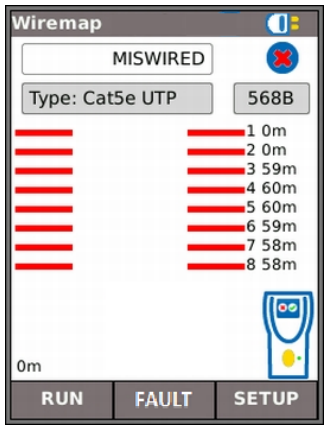 Wiremap
MISWIRED
Type: Cat5e UTP
568B
1 0m
2 0m
3 59m
4 60m
5 60m
6 59m
7 58m
8 58m
0m
RUN
FAULT
SETUP